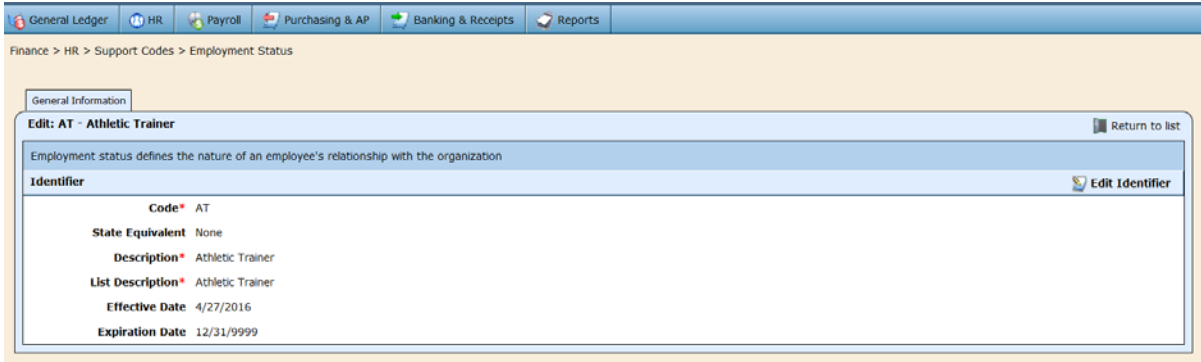 General Ledger HR Payroll Purchasing & AP Banking & Receipts Reports
Finance > HR > Support Codes > Employment Status
General Information
Edit: AT - Athletic Trainer Return to list
Employment status defines the nature of an employee's relationship with the organization
Identifier Edit Identifier
Code* AT
State Equivalent None
Description* Athletic Trainer
List Description* Athletic Trainer
Effective Date 4/27/2016
Expiration Date 12/31/9999